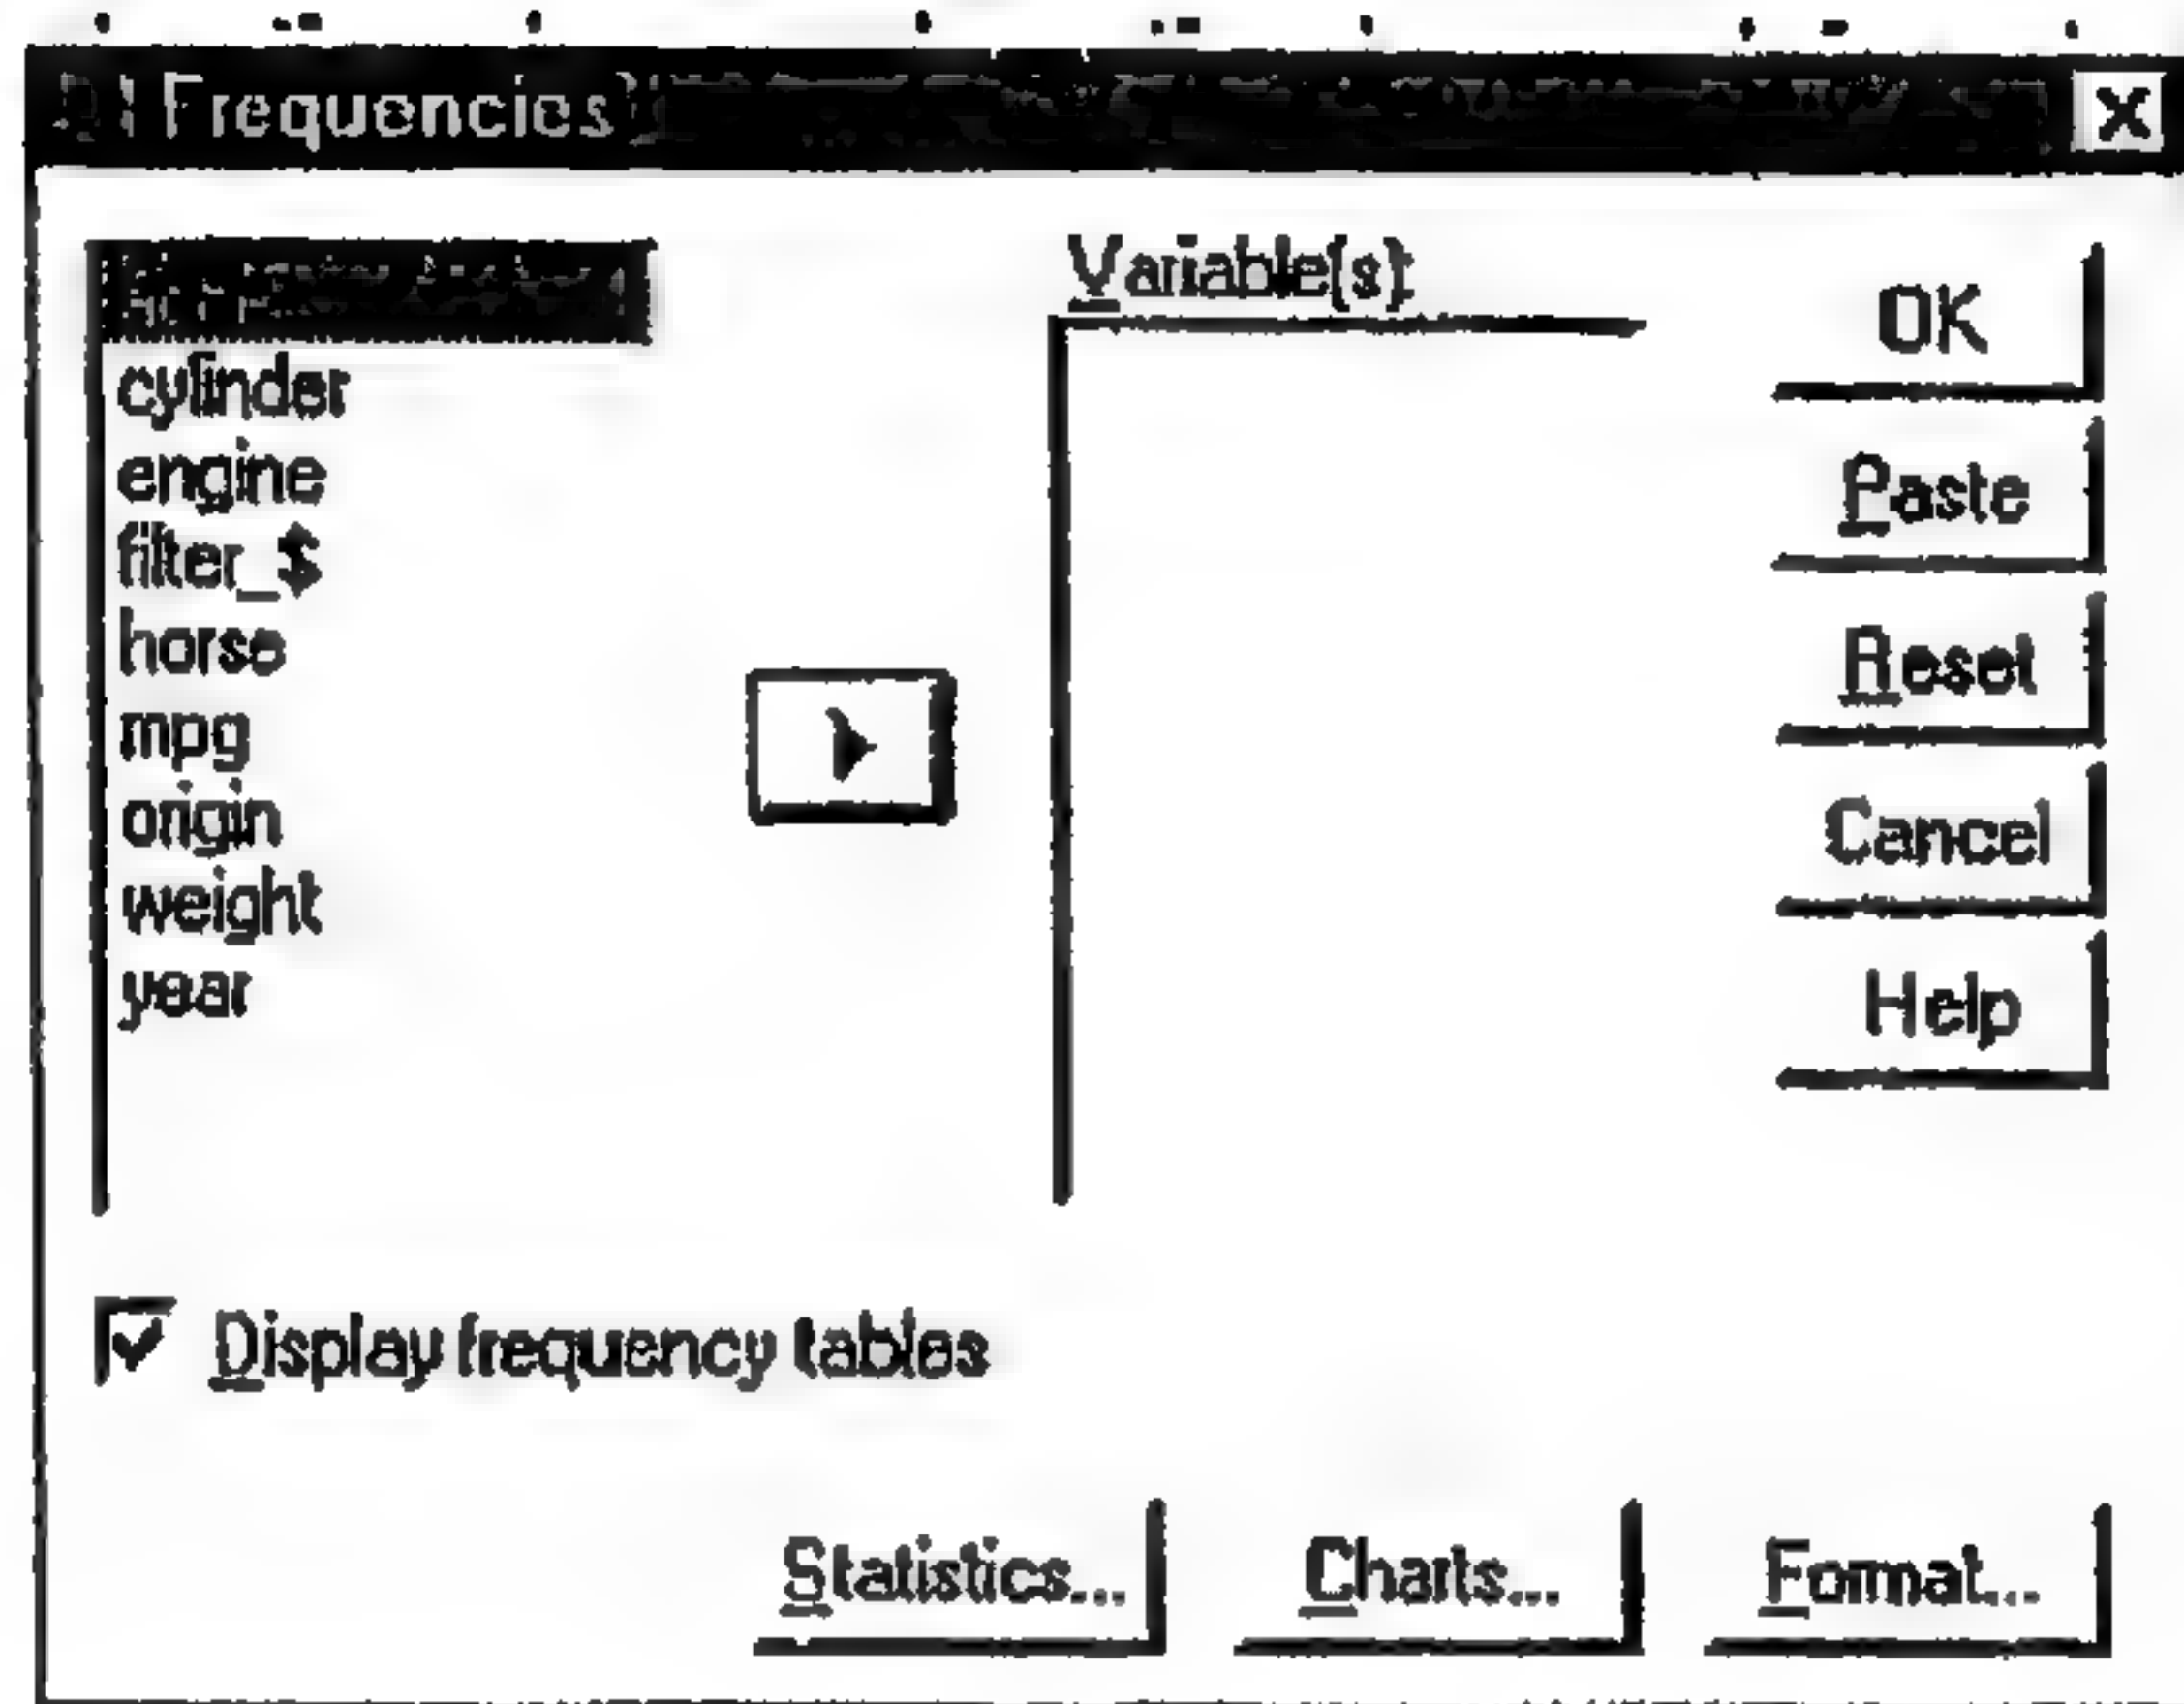 Frequencies
Variable(s):
cylinder
engine
filter_$
horse
mpg
origin
weight
year
OK
Paste
Reset
Cancel
Help
Display frequency tables
Statistics...
Charts...
Format...